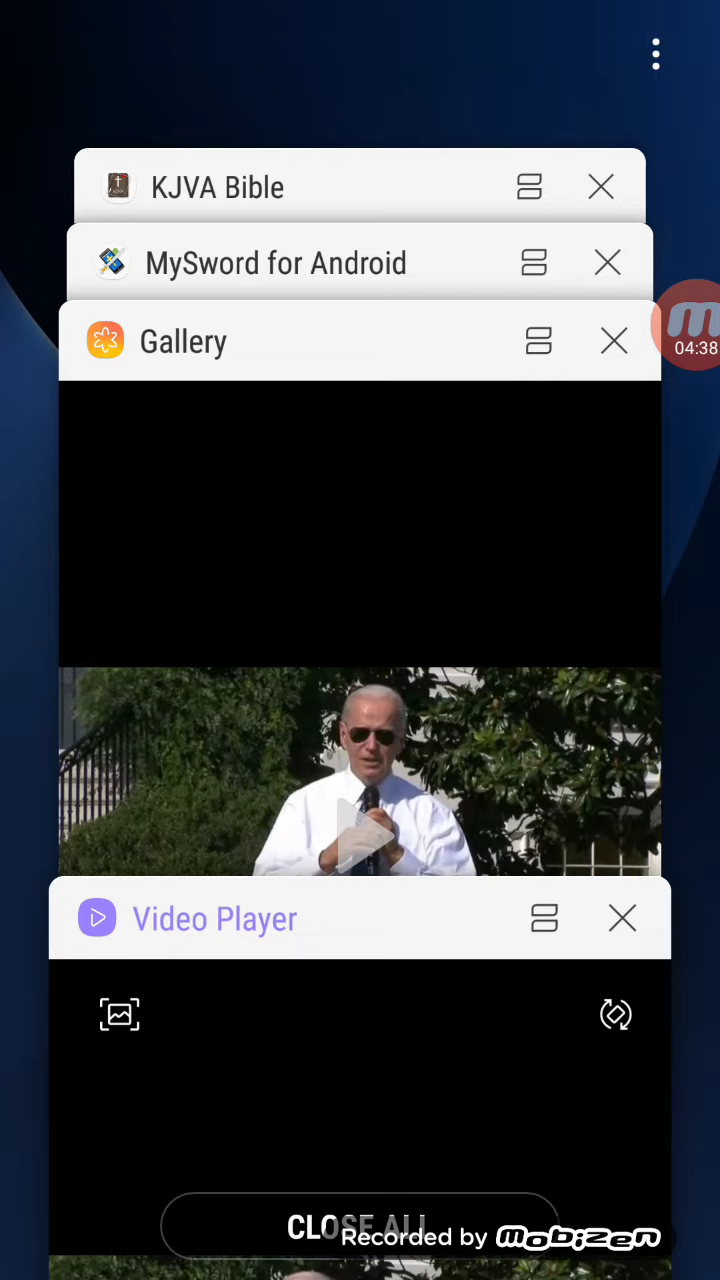 KJVA Bible
MySword for Android
Gallery
04:38
Video Player
CLOSE ALL
Recorded by mobizen